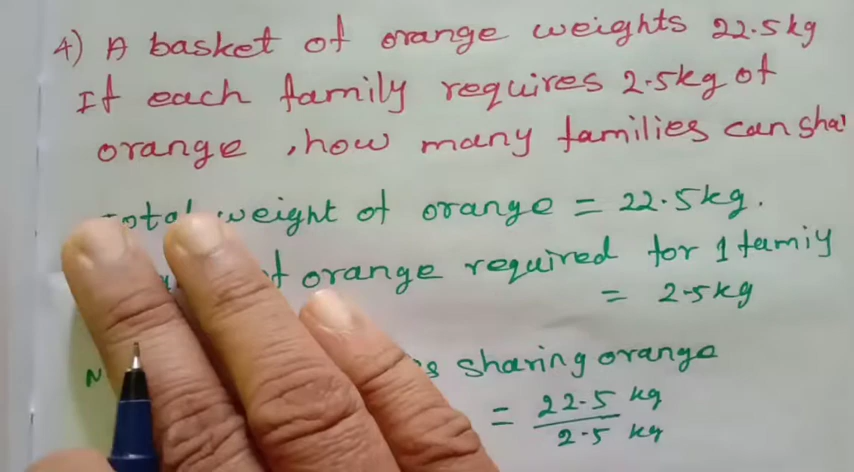 4) A basket of orange weights 22.5kg
If each family requires 2.5kg of
orange, how many families can sha
total weight of orange = 22.5kg.
of orange required for 1 famiy
= 2.5kg
N sharing orange
= 22.5 kg
2.5 kg